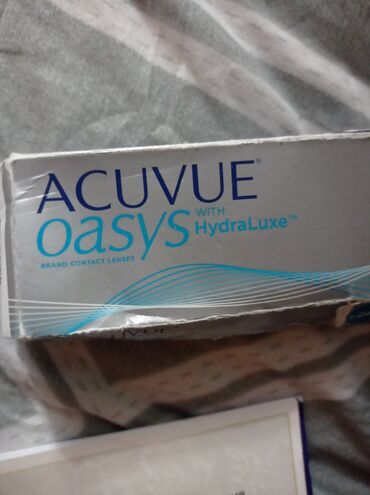 ACUVUE®
oasys WITH
HydraLuxe™
BRAND CONTACT LENSES